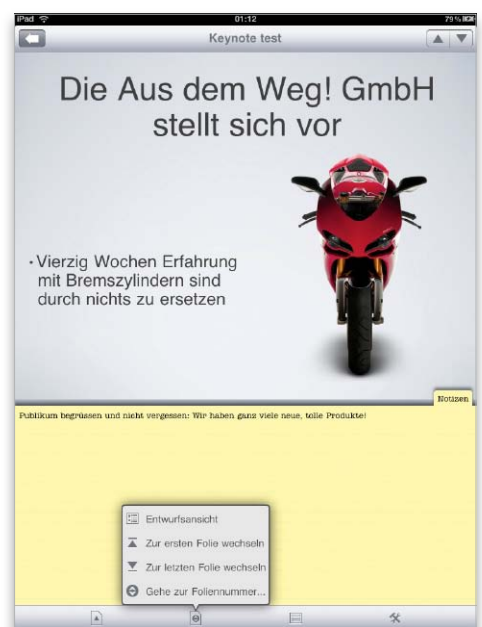 iPad 01:12 79 %
Keynote test
Die Aus dem Weg! GmbH
stellt sich vor
• Vierzig Wochen Erfahrung
mit Bremszylindern sind
durch nichts zu ersetzen
Notizen
Publikum begrüssen und nicht vergessen: Wir haben ganz viele neue, tolle Produkte!
Entwurfsansicht
Zur ersten Folie wechseln
Zur letzten Folie wechseln
Gehe zur Foliennummer...